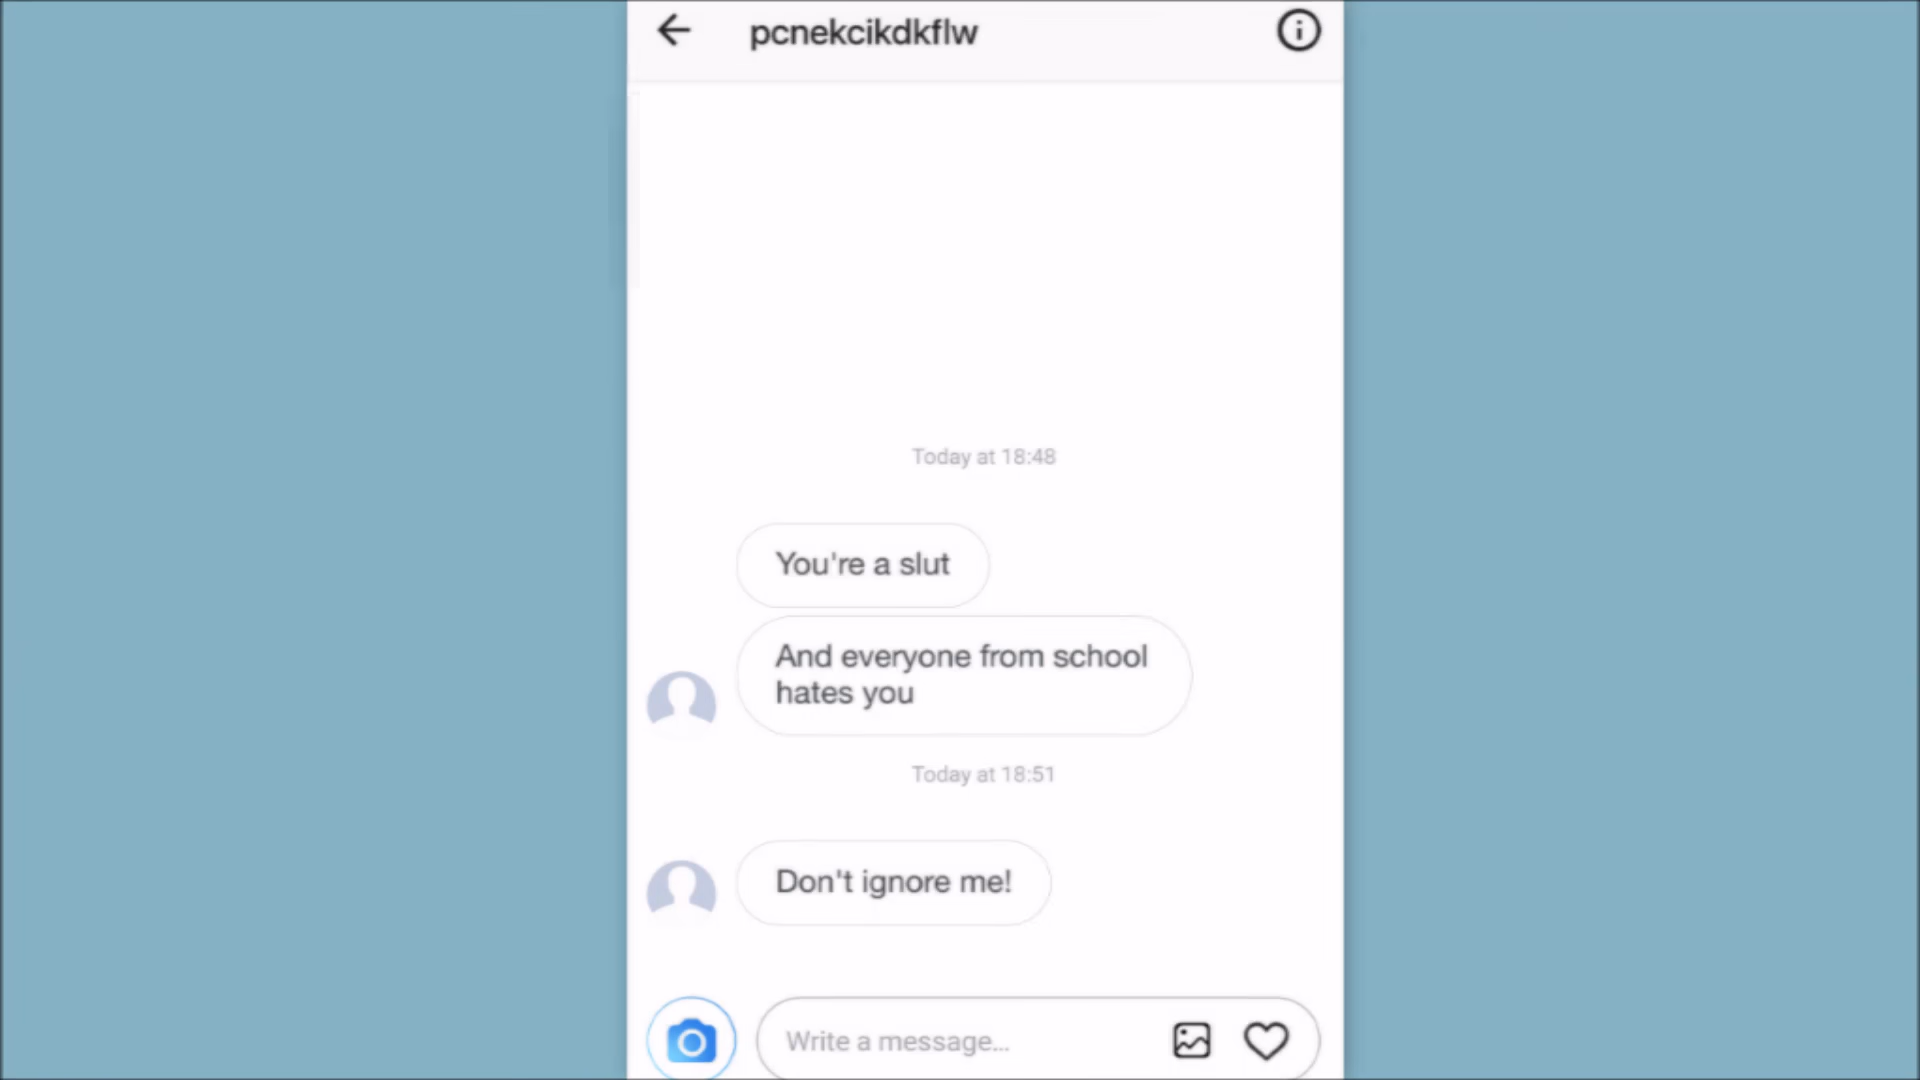 pcnekcikdkflw
Today at 18:48
You're a slut
And everyone from school
hates you
Today at 18:51
Don't ignore me!
Write a message...